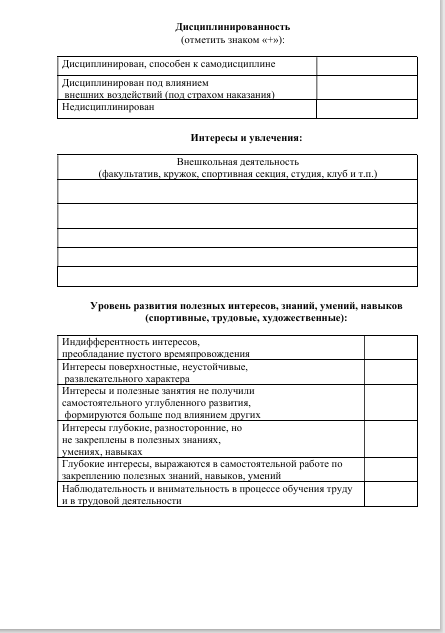 Дисциплинированность
(отметить знаком «+»):
Дисциплинирован, способен к самодисциплине
Дисциплинирован под влиянием
внешних воздействий (под страхом наказания)
Недисциплинирован
Интересы и увлечения:
Внешкольная деятельность
(факультатив, кружок, спортивная секция, студия, клуб и т.п.)
Уровень развития полезных интересов, знаний, умений, навыков
(спортивные, трудовые, художественные):
Индифферентность интересов,
преобладание пустого времяпровождения
Интересы поверхностные, неустойчивые,
развлекательного характера
Интересы и полезные занятия не получили
самостоятельного углубленного развития,
формируются больше под влиянием других
Интересы глубокие, разносторонние, но
не закреплены в полезных знаниях,
умениях, навыках
Глубокие интересы, выражаются в самостоятельной работе по
закреплению полезных знаний, навыков, умений
Наблюдательность и внимательность в процессе обучения труду
и в трудовой деятельности